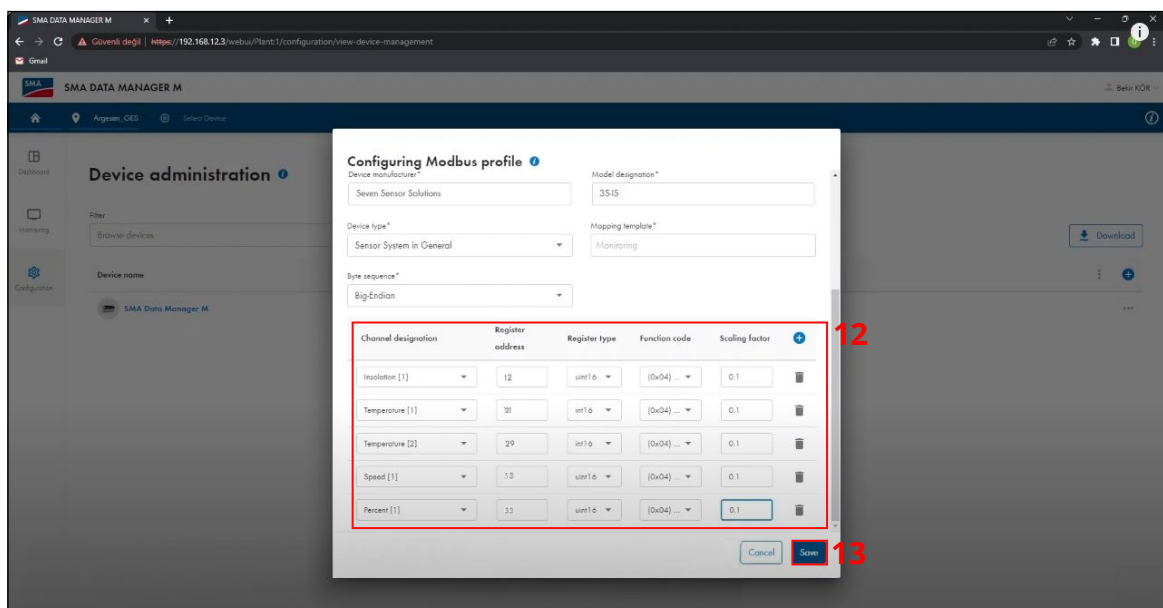 SMA DATA MANAGER M
Güvenli değil | https://192.168.12.3/webui/Plant:1/configuration/view-device-management
Gmail
SMA SMA DATA MANAGER M Bekir KÖR
Argesim_GES Select Device
Dashboard
Device administration
Monitoring
Filter
Browse devices
Download
Configuration
Device name
SMA Data Manager M
Configuring Modbus profile
Device manufacturer* Model designation*
Seven Sensor Solutions 3S-IS
Device type* Mapping template*
Sensor System in General Monitoring
Byte sequence*
Big-Endian
Channel designation Register address Register type Function code Scaling factor 12
Insolation [1] 12 uint16 (0x04) ... 0.1
Temperature [1] int16 (0x04) ... 0.1
Temperature [2] 29 int16 (0x04) ... 0.1
Speed [1] uint16 (0x04) ... 0.1
Percent [1] 33 uint16 (0x04) ... 0.1
Cancel Save 13